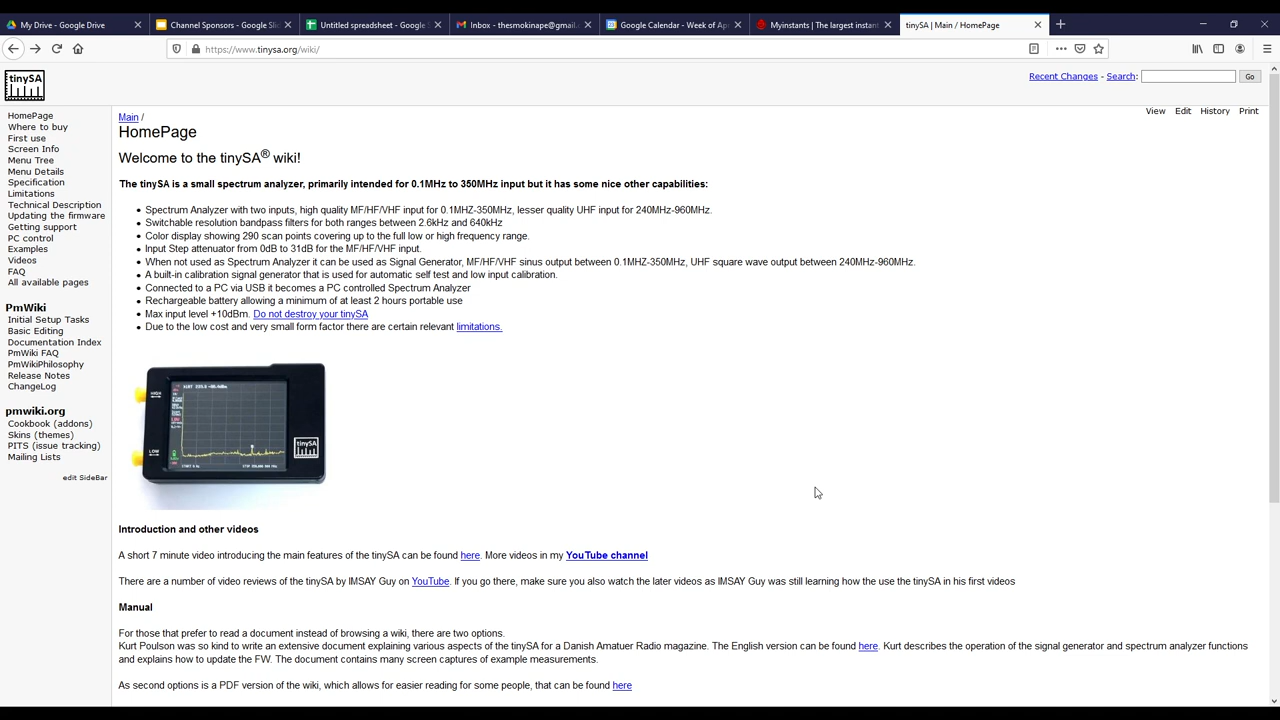 My Drive - Google Drive
Channel Sponsors - Google Sli
Untitled spreadsheet - Google S
Inbox - thesmokinape@gmail.
Google Calendar - Week of Ap
Myinstants | The largest instant
tinySA | Main / HomePage
https://www.tinysa.org/wiki/
tinySA
Recent Changes - Search:
Go
View Edit History Print
HomePage
Where to buy
First use
Screen Info
Menu Tree
Menu Details
Specification
Limitations
Technical Description
Updating the firmware
Getting support
PC control
Examples
Videos
FAQ
All available pages
PmWiki
Initial Setup Tasks
Basic Editing
Documentation Index
PmWiki FAQ
PmWikiPhilosophy
Release Notes
ChangeLog
pmwiki.org
Cookbook (addons)
Skins (themes)
PITS (issue tracking)
Mailing Lists
edit SideBar
Main /
HomePage
Welcome to the tinySA® wiki!
The tinySA is a small spectrum analyzer, primarily intended for 0.1MHz to 350MHz input but it has some nice other capabilities:
Spectrum Analyzer with two inputs, high quality MF/HF/VHF input for 0.1MHZ-350MHz, lesser quality UHF input for 240MHz-960MHz.
Switchable resolution bandpass filters for both ranges between 2.6kHz and 640kHz
Color display showing 290 scan points covering up to the full low or high frequency range.
Input Step attenuator from 0dB to 31dB for the MF/HF/VHF input.
When not used as Spectrum Analyzer it can be used as Signal Generator, MF/HF/VHF sinus output between 0.1MHZ-350MHz, UHF square wave output between 240MHz-960MHz.
A built-in calibration signal generator that is used for automatic self test and low input calibration.
Connected to a PC via USB it becomes a PC controlled Spectrum Analyzer
Rechargeable battery allowing a minimum of at least 2 hours portable use
Max input level +10dBm. Do not destroy your tinySA
Due to the low cost and very small form factor there are certain relevant limitations.
HIGH
LOW
tinySA
Introduction and other videos
A short 7 minute video introducing the main features of the tinySA can be found here. More videos in my YouTube channel
There are a number of video reviews of the tinySA by IMSAY Guy on YouTube. If you go there, make sure you also watch the later videos as IMSAY Guy was still learning how the use the tinySA in his first videos
Manual
For those that prefer to read a document instead of browsing a wiki, there are two options.
Kurt Poulson was so kind to write an extensive document explaining various aspects of the tinySA for a Danish Amatuer Radio magazine. The English version can be found here. Kurt describes the operation of the signal generator and spectrum analyzer functions
and explains how to update the FW. The document contains many screen captures of example measurements.
As second options is a PDF version of the wiki, which allows for easier reading for some people, that can be found here